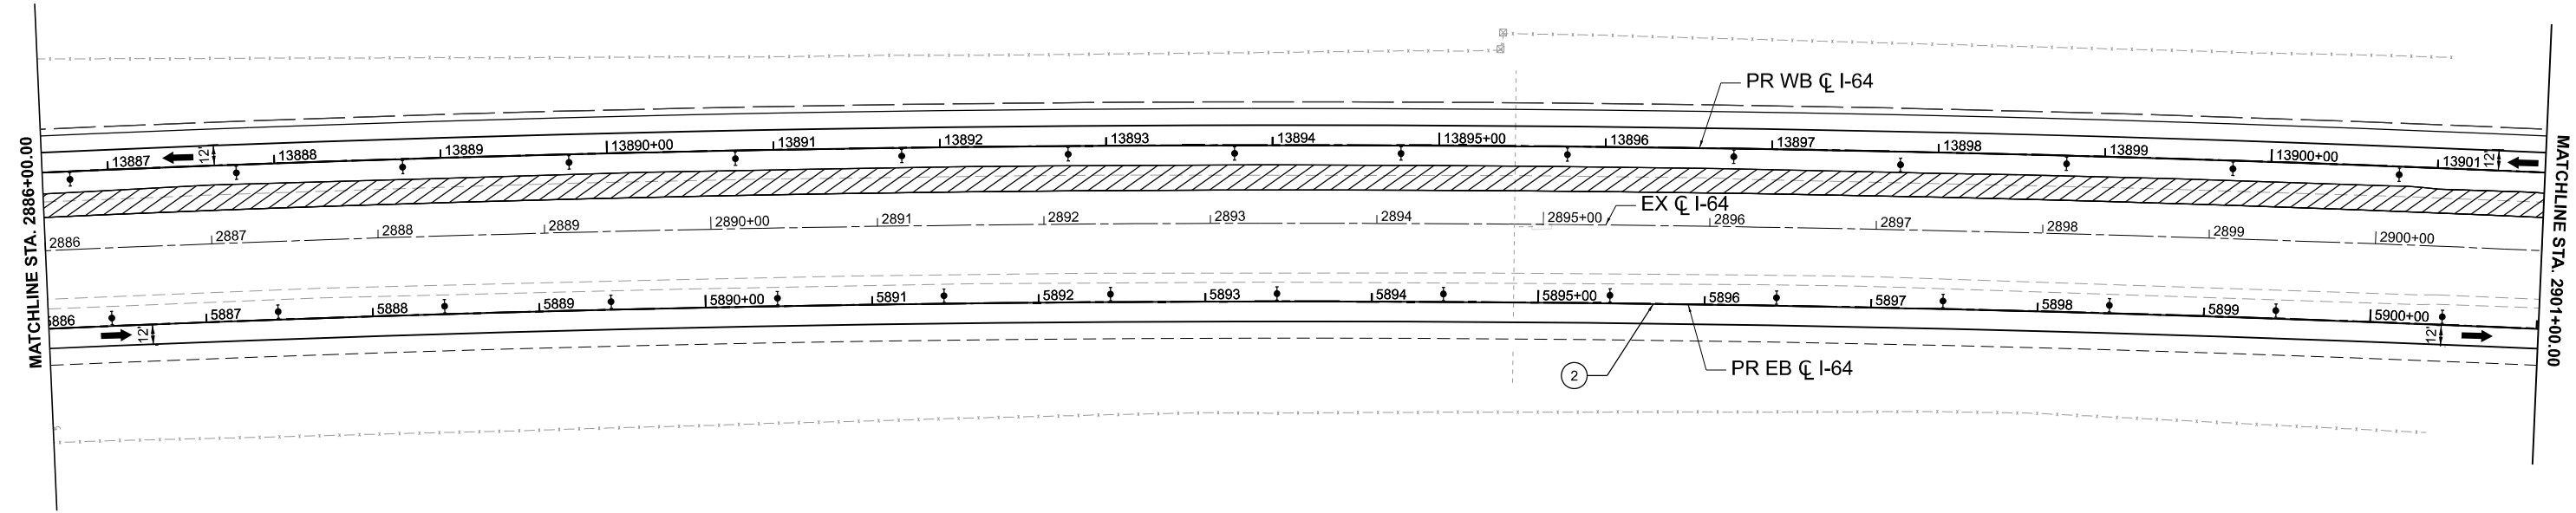 PR WB ℄ I-64
MATCHLINE STA. 2886+00.00
13887 12' 13888 13889 13890+00 13891 13892 13893 13894 13895+00 13896 13897 13898 13899 13900+00 13901 12'
MATCHLINE STA. 2901+00.00
EX ℄ I-64
2886 2887 2888 2889 2890+00 2891 2892 2893 2894 2895+00 2896 2897 2898 2899 2900+00
5886 5887 5888 5889 5890+00 5891 5892 5893 5894 5895+00 5896 5897 5898 5899 5900+00
12' 12'
2 PR EB ℄ I-64